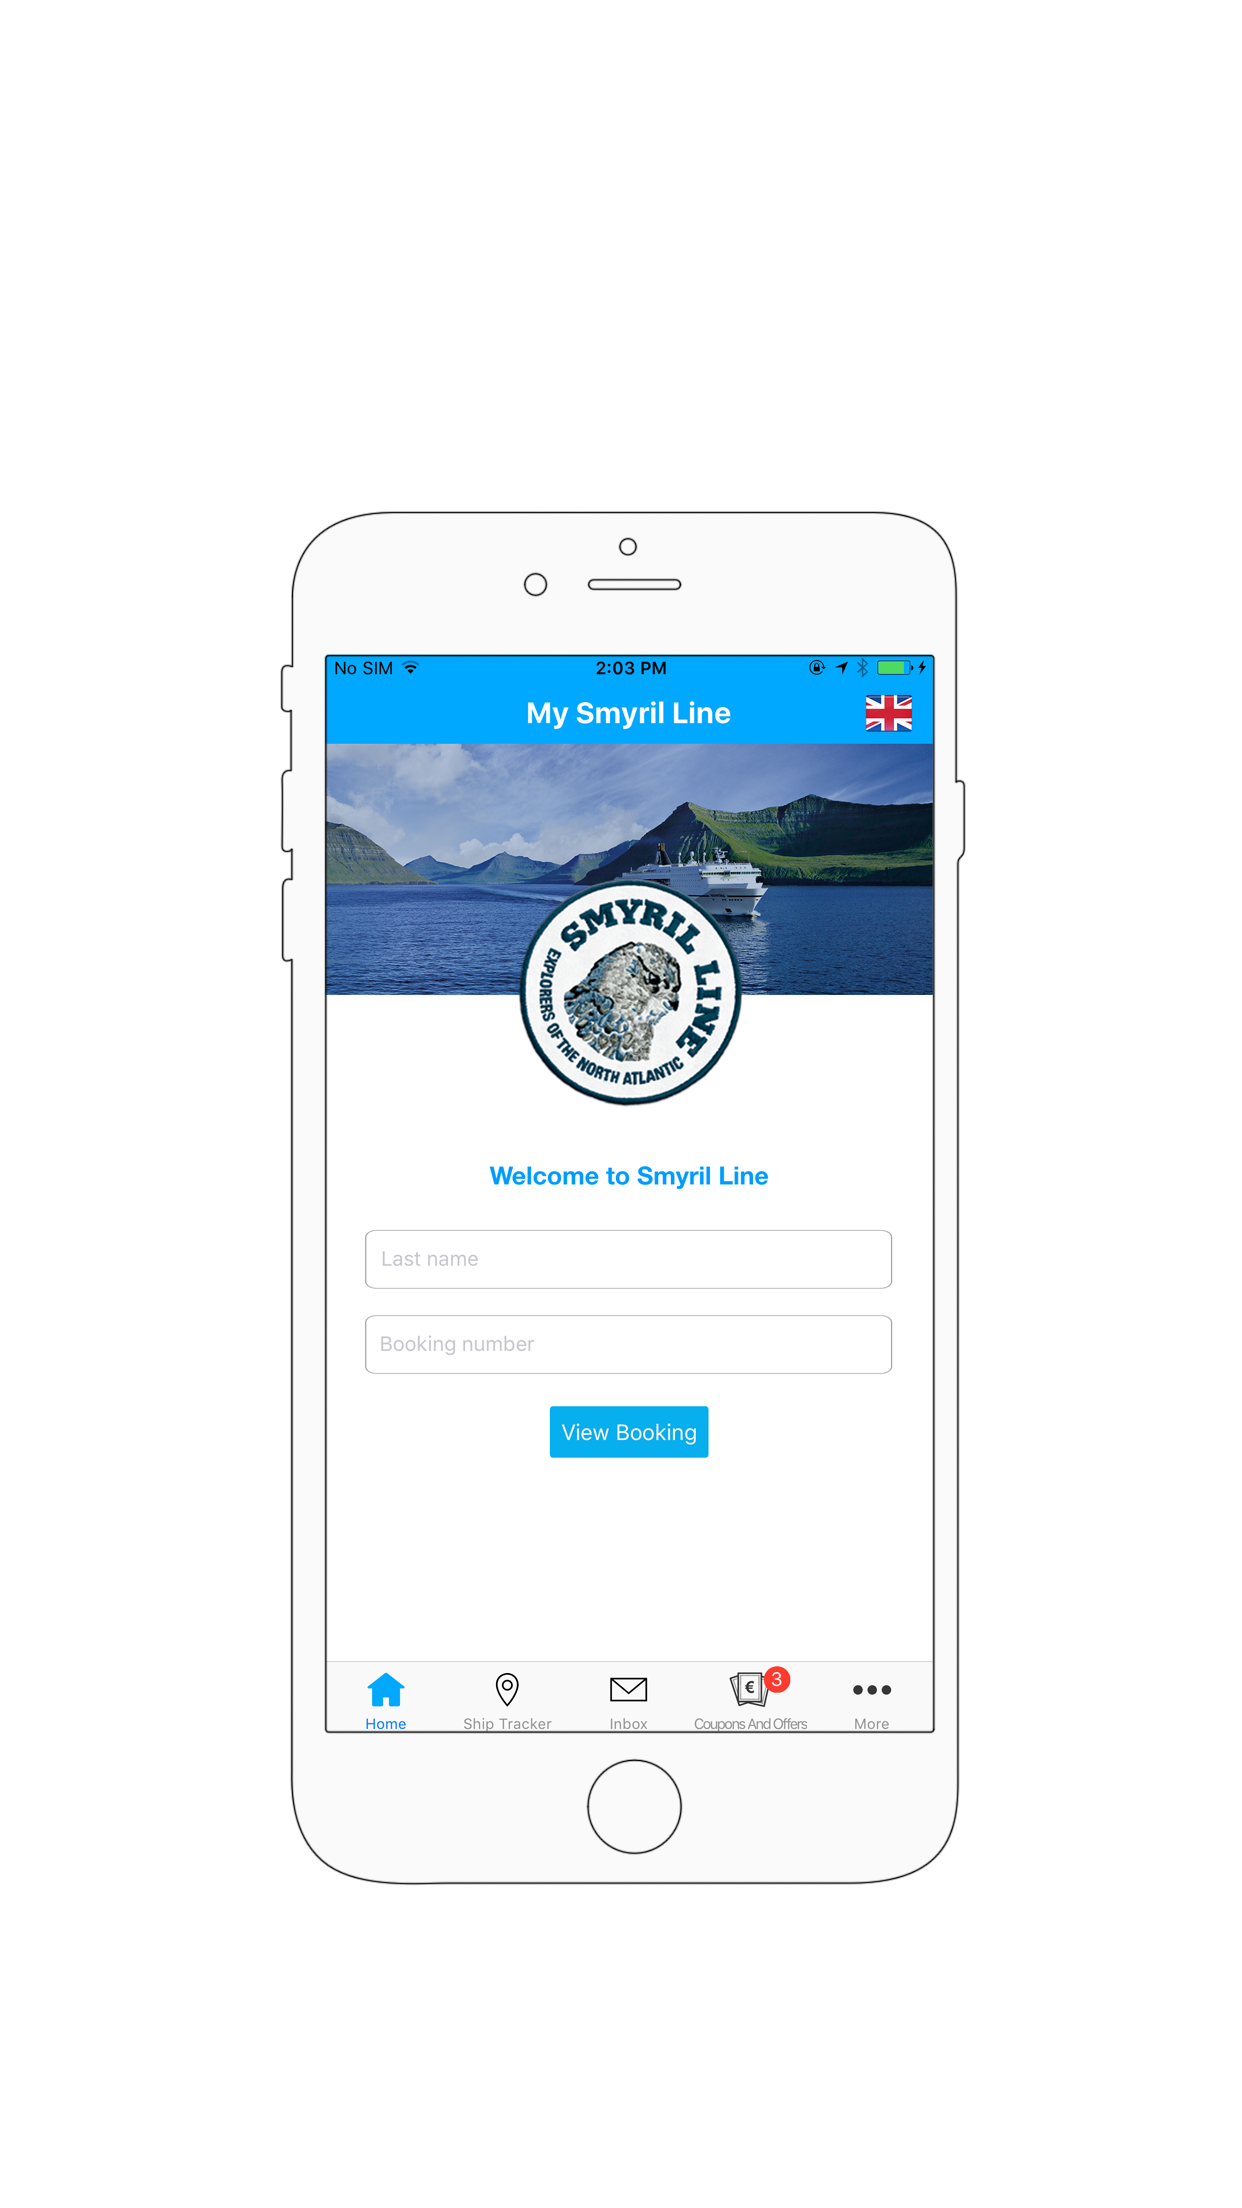 No SIM
2:03 PM
My Smyril Line
SMYRIL LINE
EXPLORERS OF THE NORTH ATLANTIC
Welcome to Smyril Line
Last name
Booking number
View Booking
€
3
Home
Ship Tracker
Inbox
Coupons And Offers
More